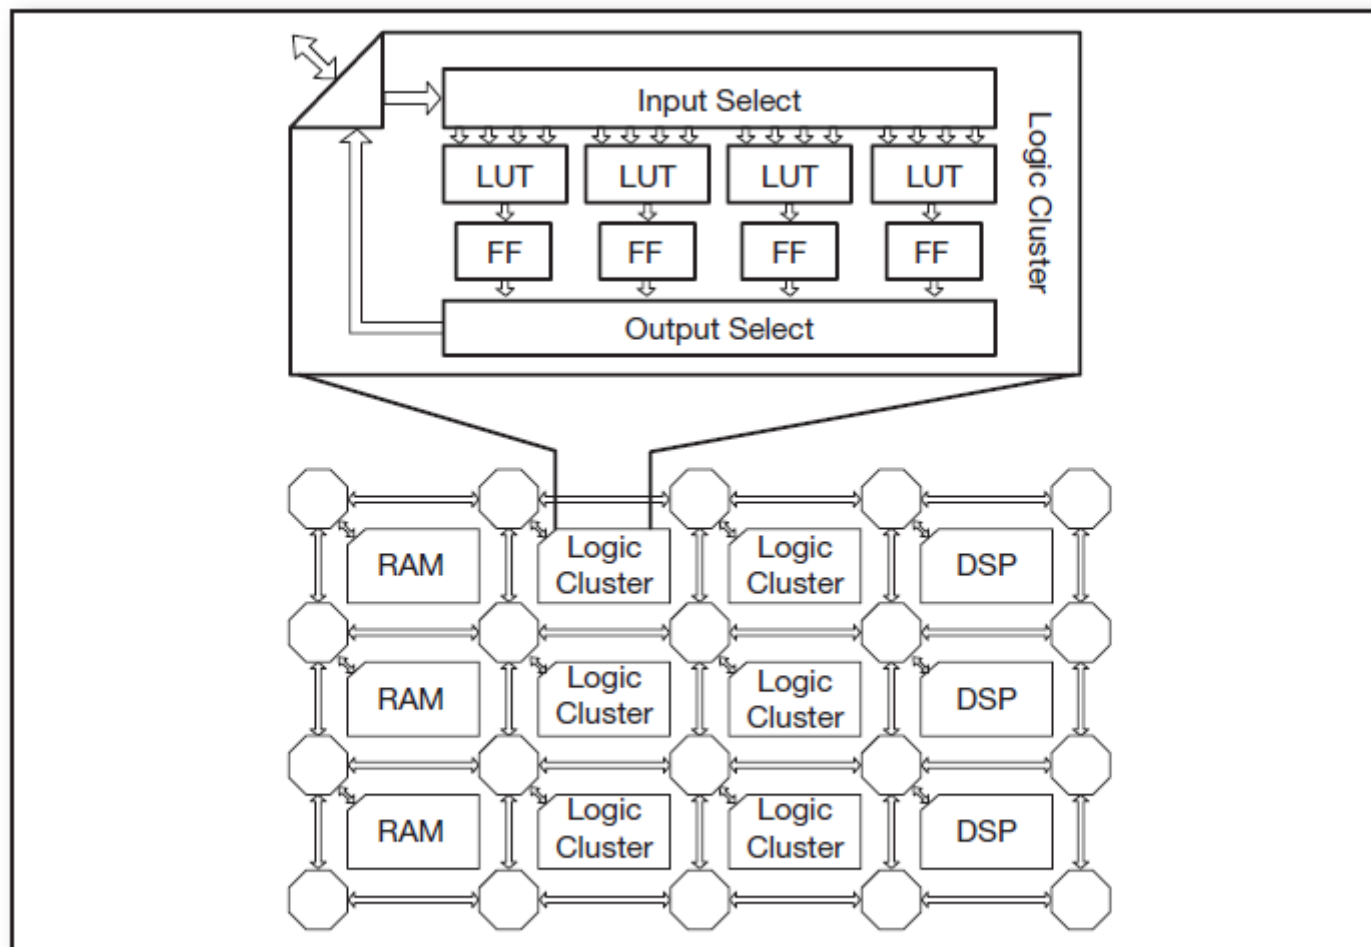 Input Select
LUT LUT LUT LUT
FF FF FF FF
Output Select
Logic Cluster
RAM
Logic
Cluster
Logic
Cluster
DSP
RAM
Logic
Cluster
Logic
Cluster
DSP
RAM
Logic
Cluster
Logic
Cluster
DSP